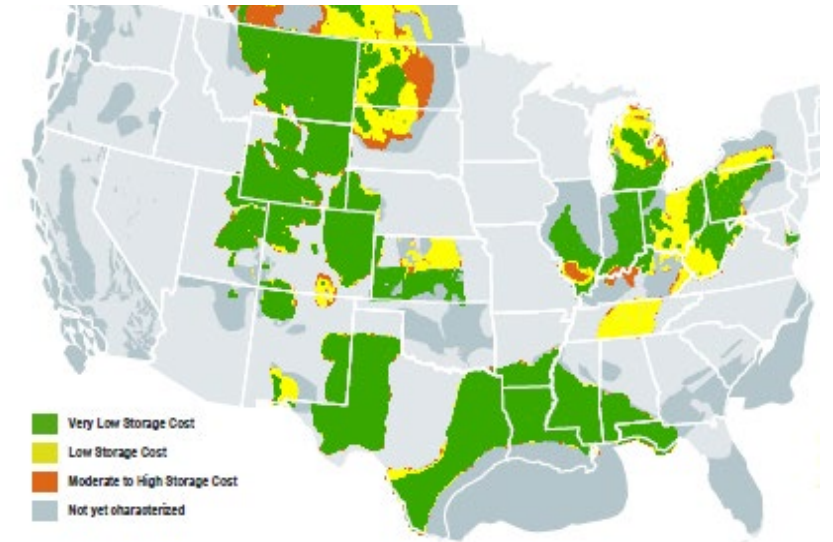 Very Low Storage Cost
Low Storage Cost
Moderate to High Storage Cost
Not yet characterized